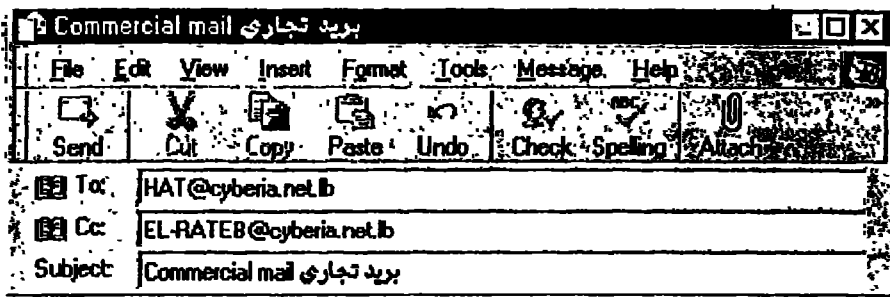 Commercial mail بريد تجاري
File Edit View Insert Format Tools Message Help
Send Cut Copy Paste Undo Check Spelling Attach »
To: HAT@cyberia.net.lb
Cc: EL-RATEB@cyberia.net.lb
Subject: Commercial mail بريد تجاري